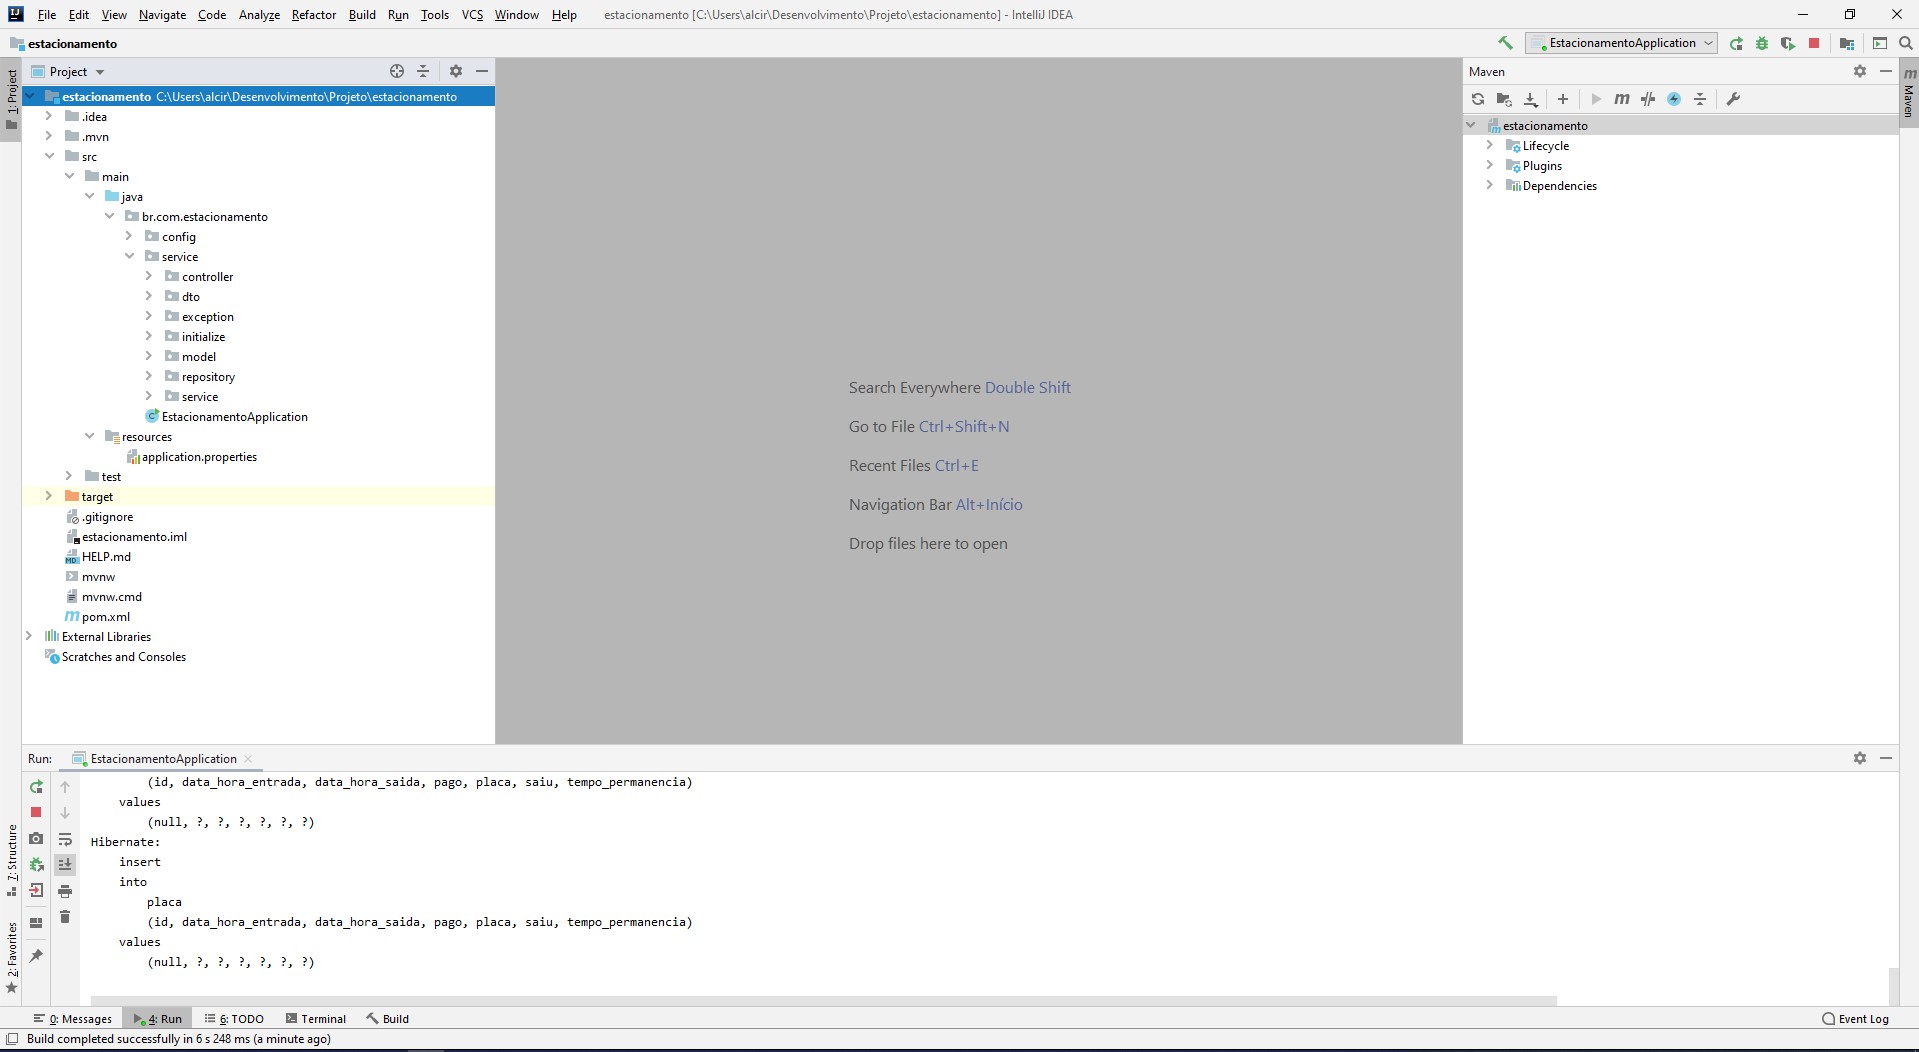 File Edit View Navigate Code Analyze Refactor Build Run Tools VCS Window Help estacionamento [C:\Users\alcir\Desenvolvimento\Projeto\estacionamento] - IntelliJ IDEA
estacionamento
EstacionamentoApplication
1: Project
Project
estacionamento C:\Users\alcir\Desenvolvimento\Projeto\estacionamento
.idea
.mvn
src
main
java
br.com.estacionamento
config
service
controller
dto
exception
initialize
model
repository
service
EstacionamentoApplication
resources
application.properties
test
target
.gitignore
estacionamento.iml
HELP.md
mvnw
mvnw.cmd
pom.xml
External Libraries
Scratches and Consoles
Search Everywhere Double Shift
Go to File Ctrl+Shift+N
Recent Files Ctrl+E
Navigation Bar Alt+Início
Drop files here to open
Maven
estacionamento
Lifecycle
Plugins
Dependencies
Maven
Run: EstacionamentoApplication
(id, data_hora_entrada, data_hora_saida, pago, placa, saiu, tempo_permanencia)
values
(null, ?, ?, ?, ?, ?, ?)
Hibernate:
insert
into
placa
(id, data_hora_entrada, data_hora_saida, pago, placa, saiu, tempo_permanencia)
values
(null, ?, ?, ?, ?, ?, ?)
7: Structure
2: Favorites
0: Messages 4: Run 6: TODO Terminal Build Event Log
Build completed successfully in 6 s 248 ms (a minute ago)